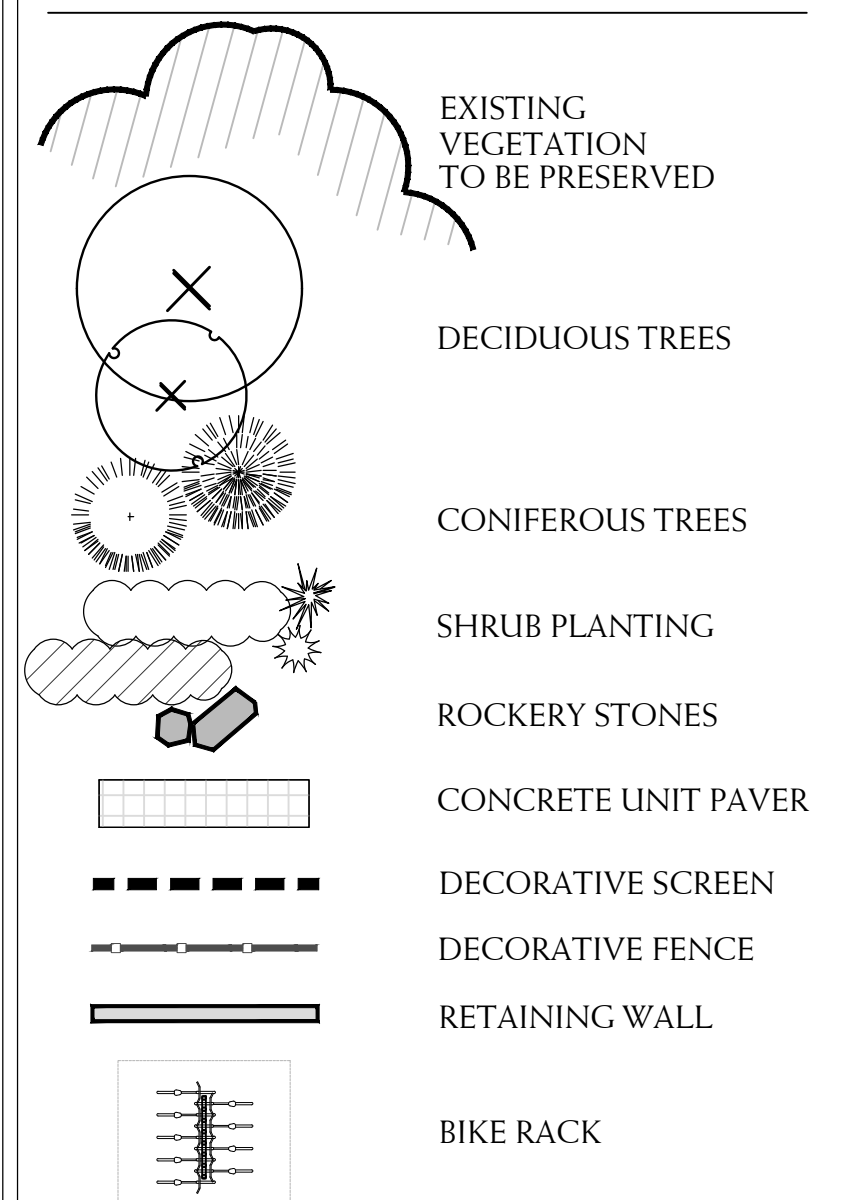 EXISTING
VEGETATION
TO BE PRESERVED
DECIDUOUS TREES
CONIFEROUS TREES
SHRUB PLANTING
ROCKERY STONES
CONCRETE UNIT PAVER
DECORATIVE SCREEN
DECORATIVE FENCE
RETAINING WALL
BIKE RACK